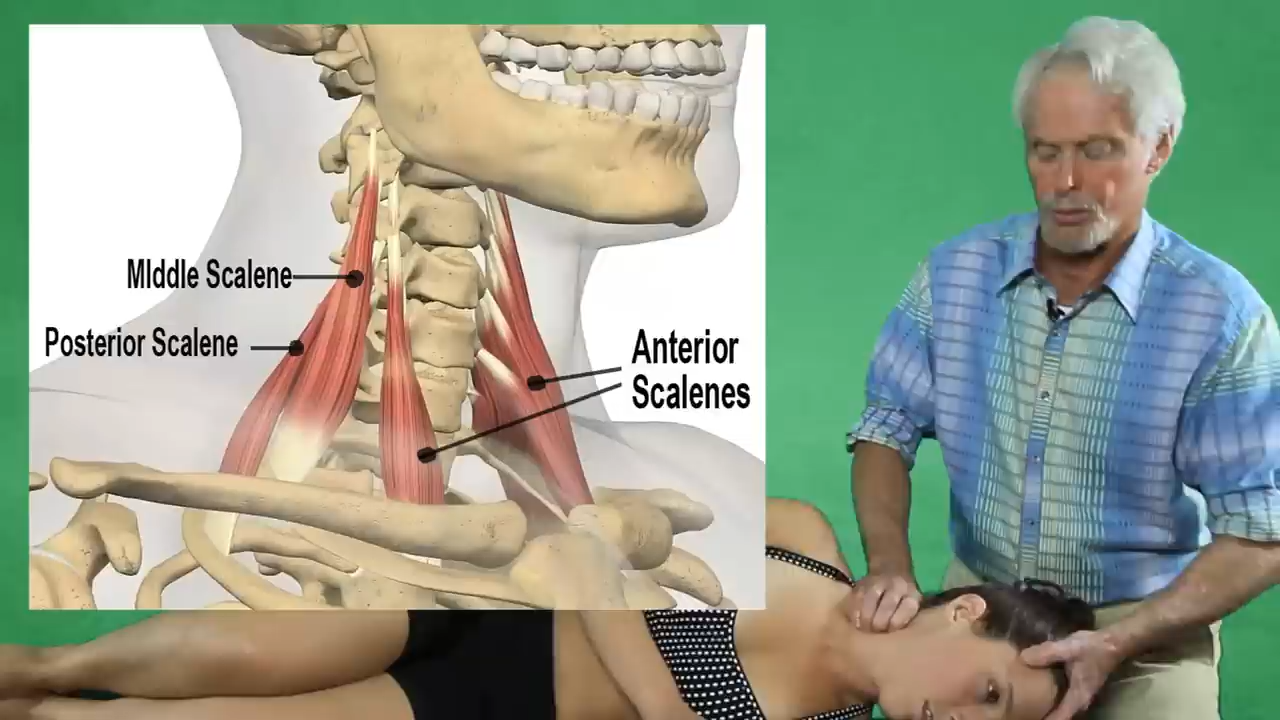 MIddle Scalene
Posterior Scalene
Anterior
Scalenes